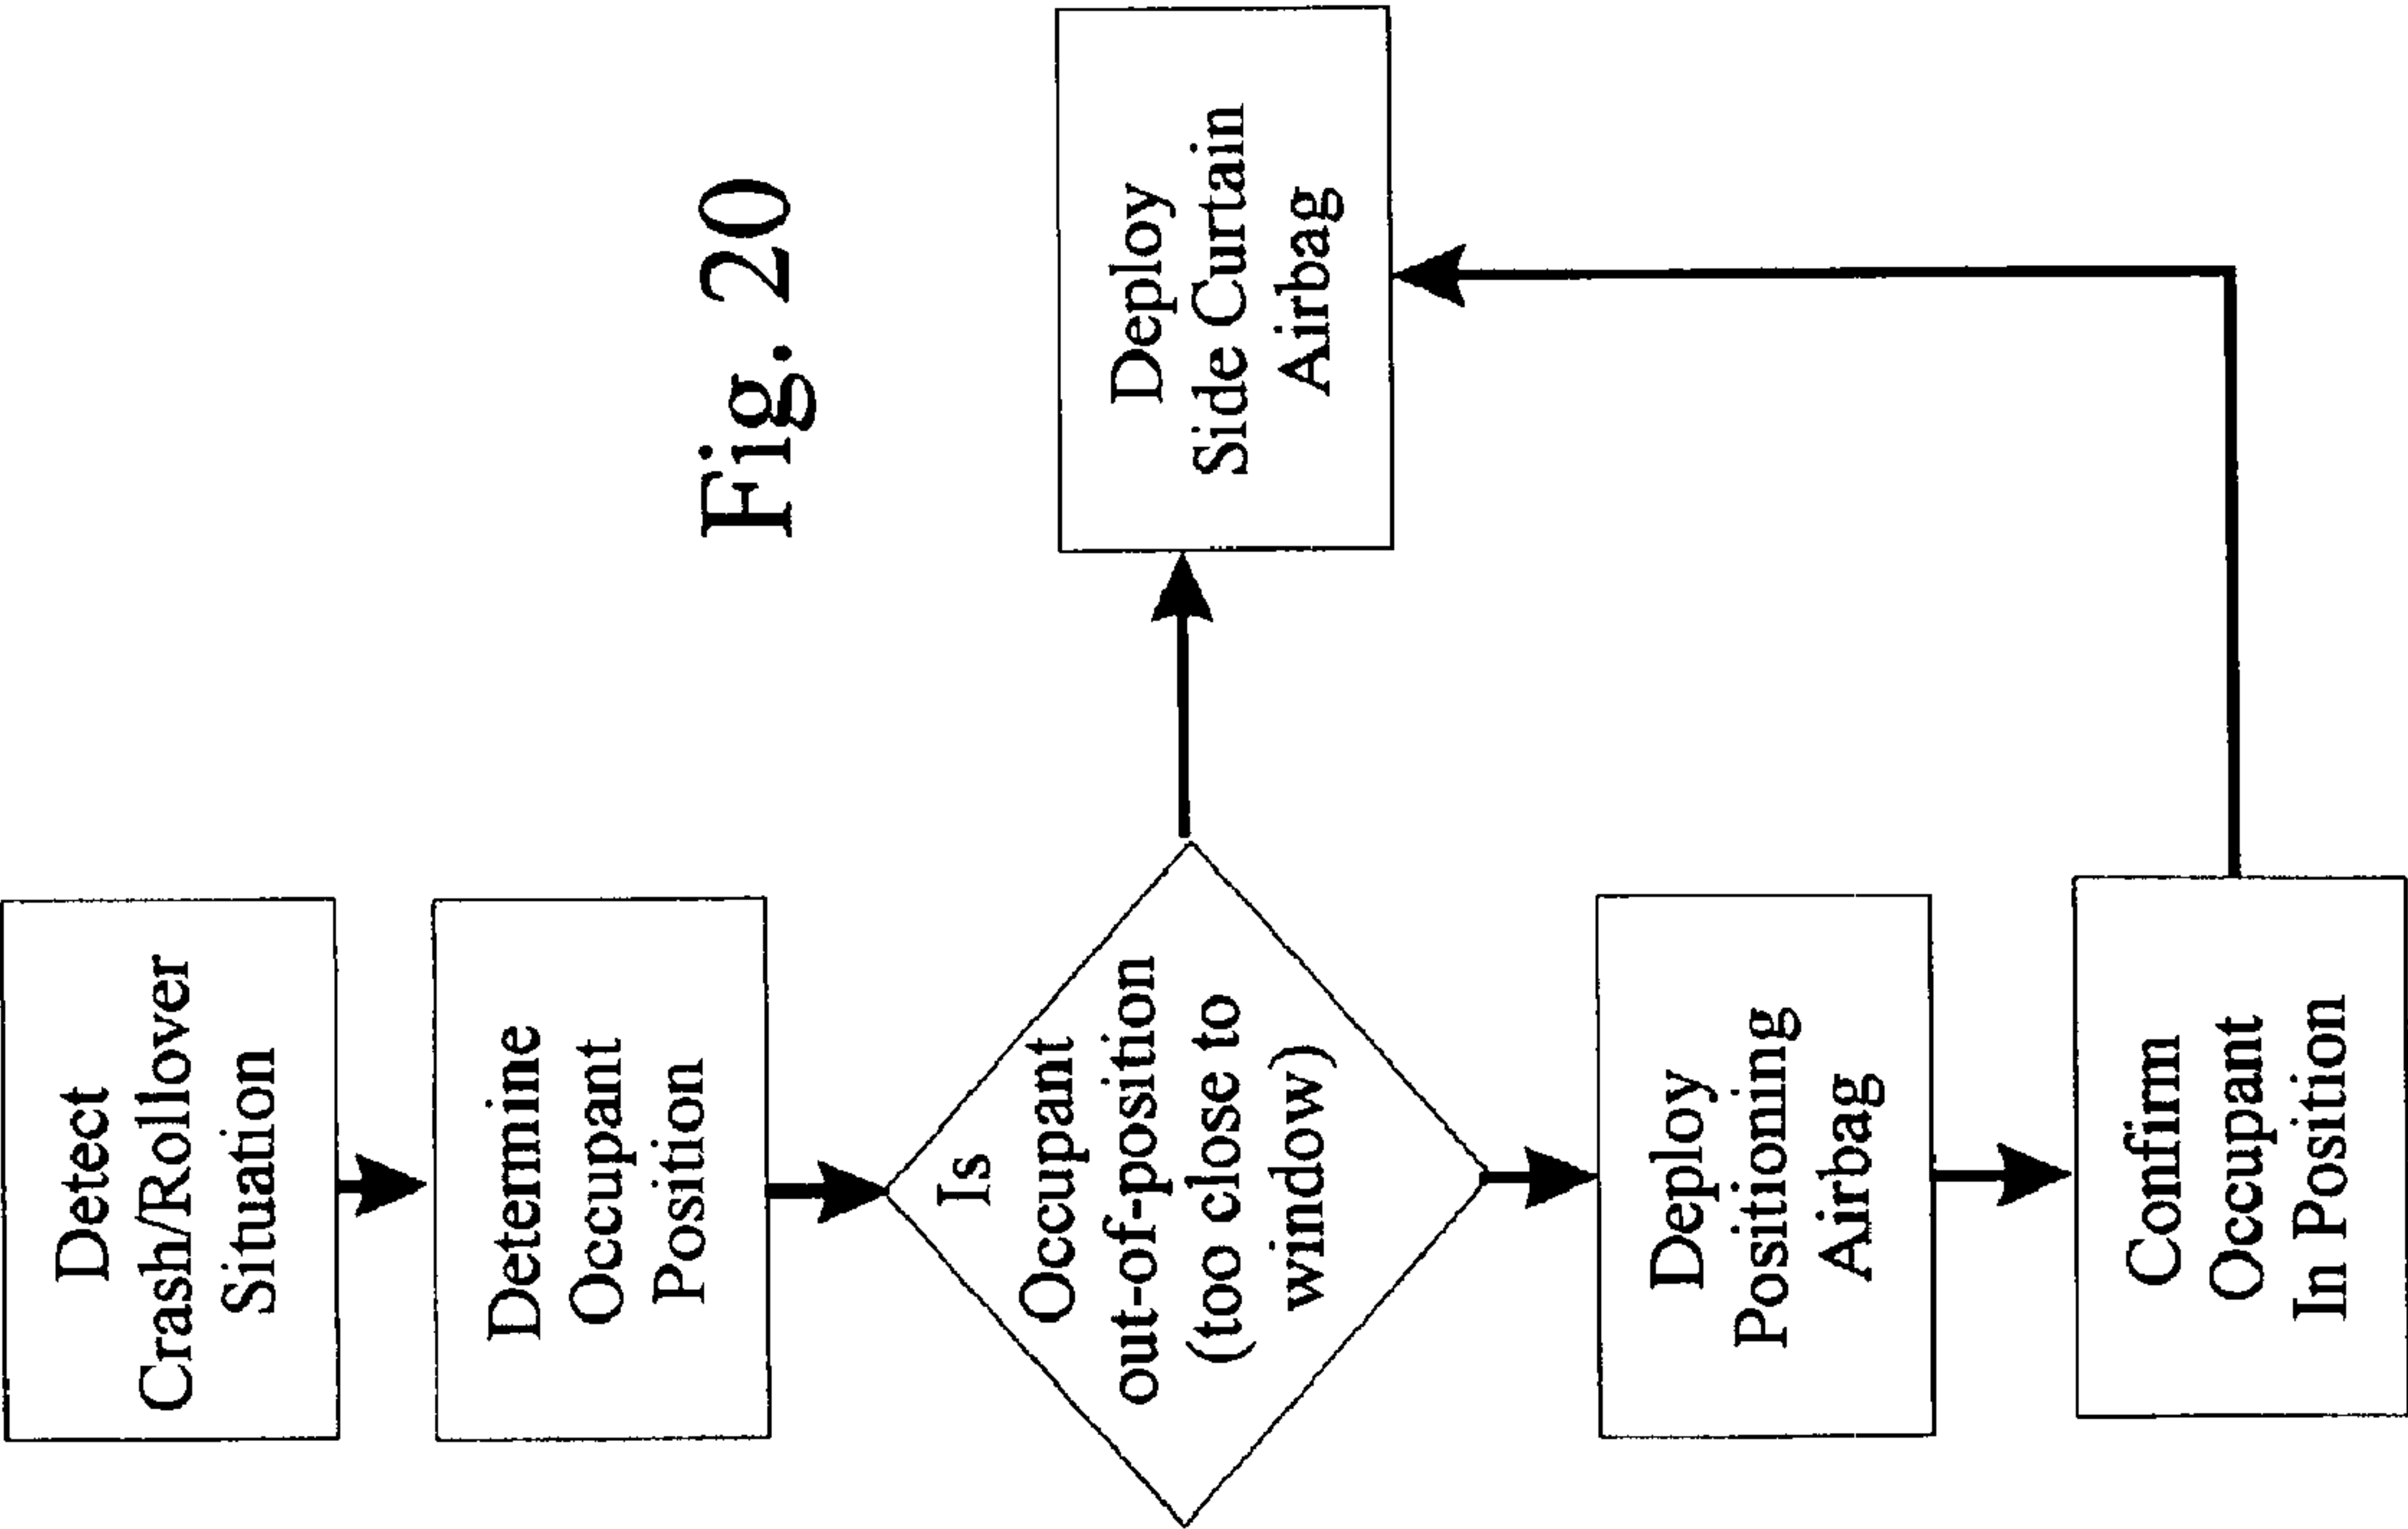 Detect
Crash/Rollover
Situation
Determine
Occupant
Position
Is
Occupant
out-of-position
(too close to
window)
Deploy
Positioning
Airbag
Confirm
Occupant
In Position
Deploy
Side Curtain
Airbag
Fig. 20